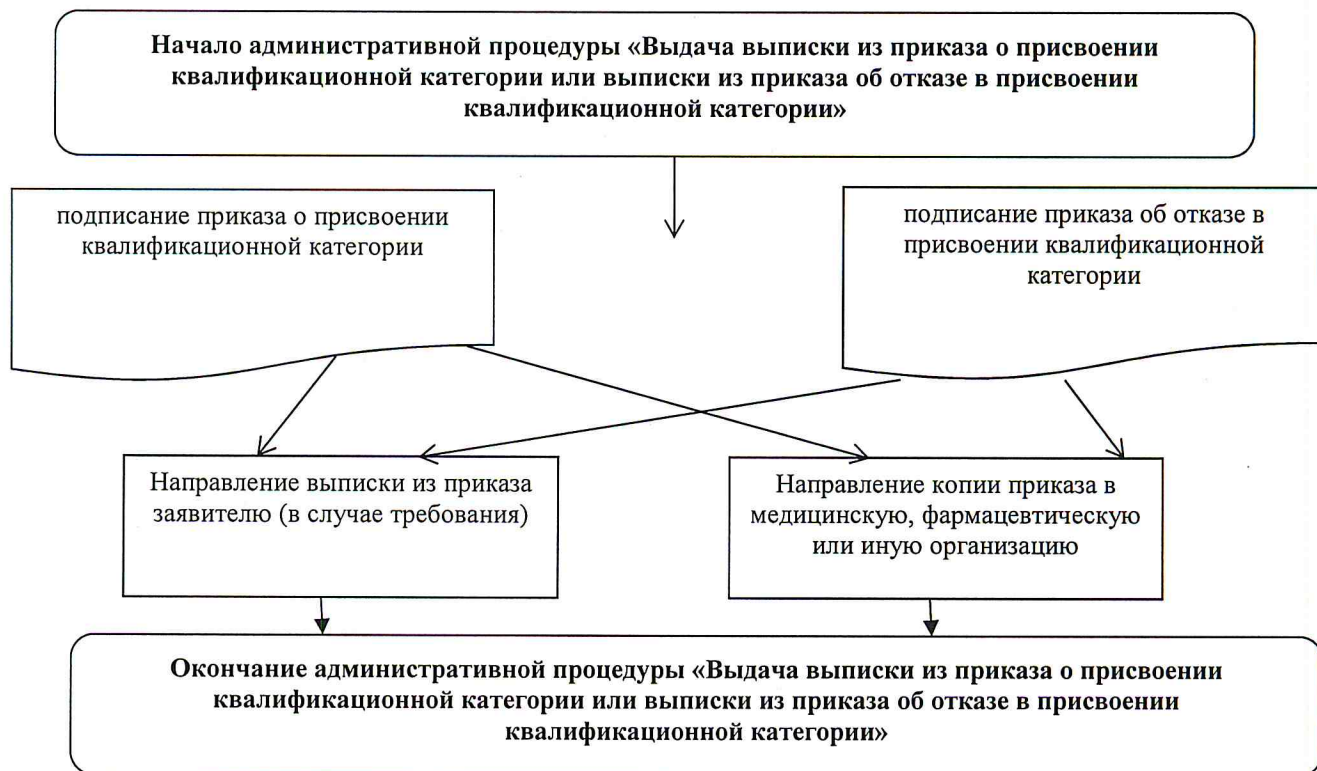 Начало административной процедуры «Выдача выписки из приказа о присвоении
квалификационной категории или выписки из приказа об отказе в присвоении
квалификационной категории»
подписание приказа о присвоении
квалификационной категории
подписание приказа об отказе в
присвоении квалификационной
категории
Направление выписки из приказа
заявителю (в случае требования)
Направление копии приказа в
медицинскую, фармацевтическую
или иную организацию
Окончание административной процедуры «Выдача выписки из приказа о присвоении
квалификационной категории или выписки из приказа об отказе в присвоении
квалификационной категории»